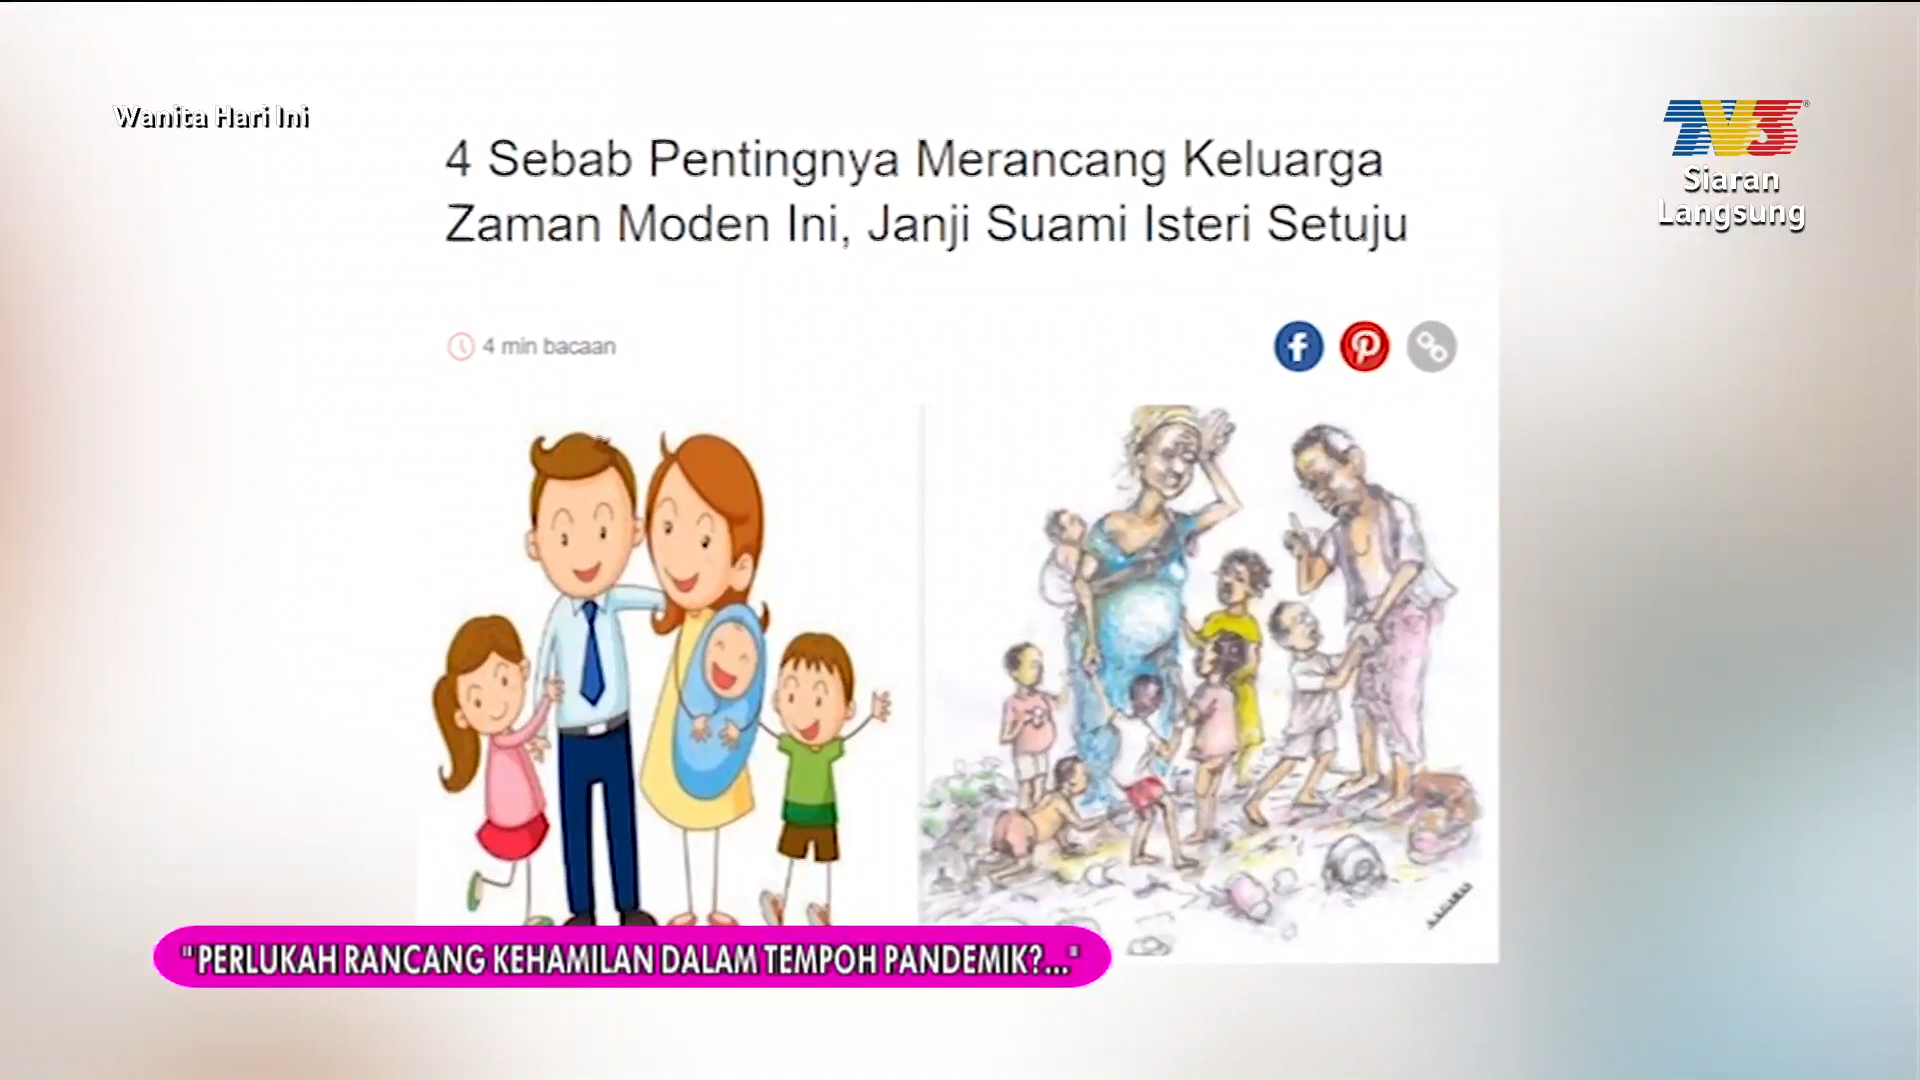 Wanita Hari Ini
TV3
Siaran
Langsung
4 Sebab Pentingnya Merancang Keluarga
Zaman Moden Ini, Janji Suami Isteri Setuju
4 min bacaan
"PERLUKAH RANCANG KEHAMILAN DALAM TEMPOH PANDEMIK?..."